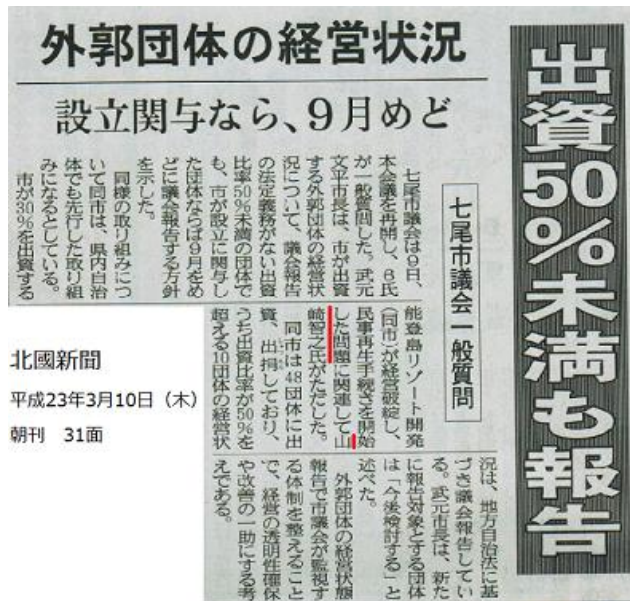 出資50%未満も報告
外郭団体の経営状況
設立関与なら、9月めど
七尾市議会一般質問
七尾市議会は9日、
本会議を再開し、6氏
が一般質問した。武元
文平市長は、市が出資
する外郭団体の経営状
況について、議会報告
の法定義務がない出資
比率50%未満の団体で
も、市が設立に関与し
た団体ならば9月をめ
どに議会報告する方針
を示した。
同様の取り組みにつ
いて同市は、県内自治
体でも先行した取り組
みになるとしている。
市が30%を出資する
能登島リゾート開発
(同市)が経営破綻し、
民事再生手続きを開始
した問題に関連して山
崎智之氏がただした。
同市は48団体に出
資、出捐しており、
うち出資比率が50%を
超える10団体の経営状
況は、地方自治法に基
づき議会報告してい
る。武元市長は、新た
に報告対象とする団体
は「今後検討する」と
述べた。
外郭団体の経営状態
報告で市議会が監視す
る体制を整えること
で、経営の透明性確保
や改善の一助にする考
えである。
北國新聞
平成23年3月10日(木)
朝刊 31面